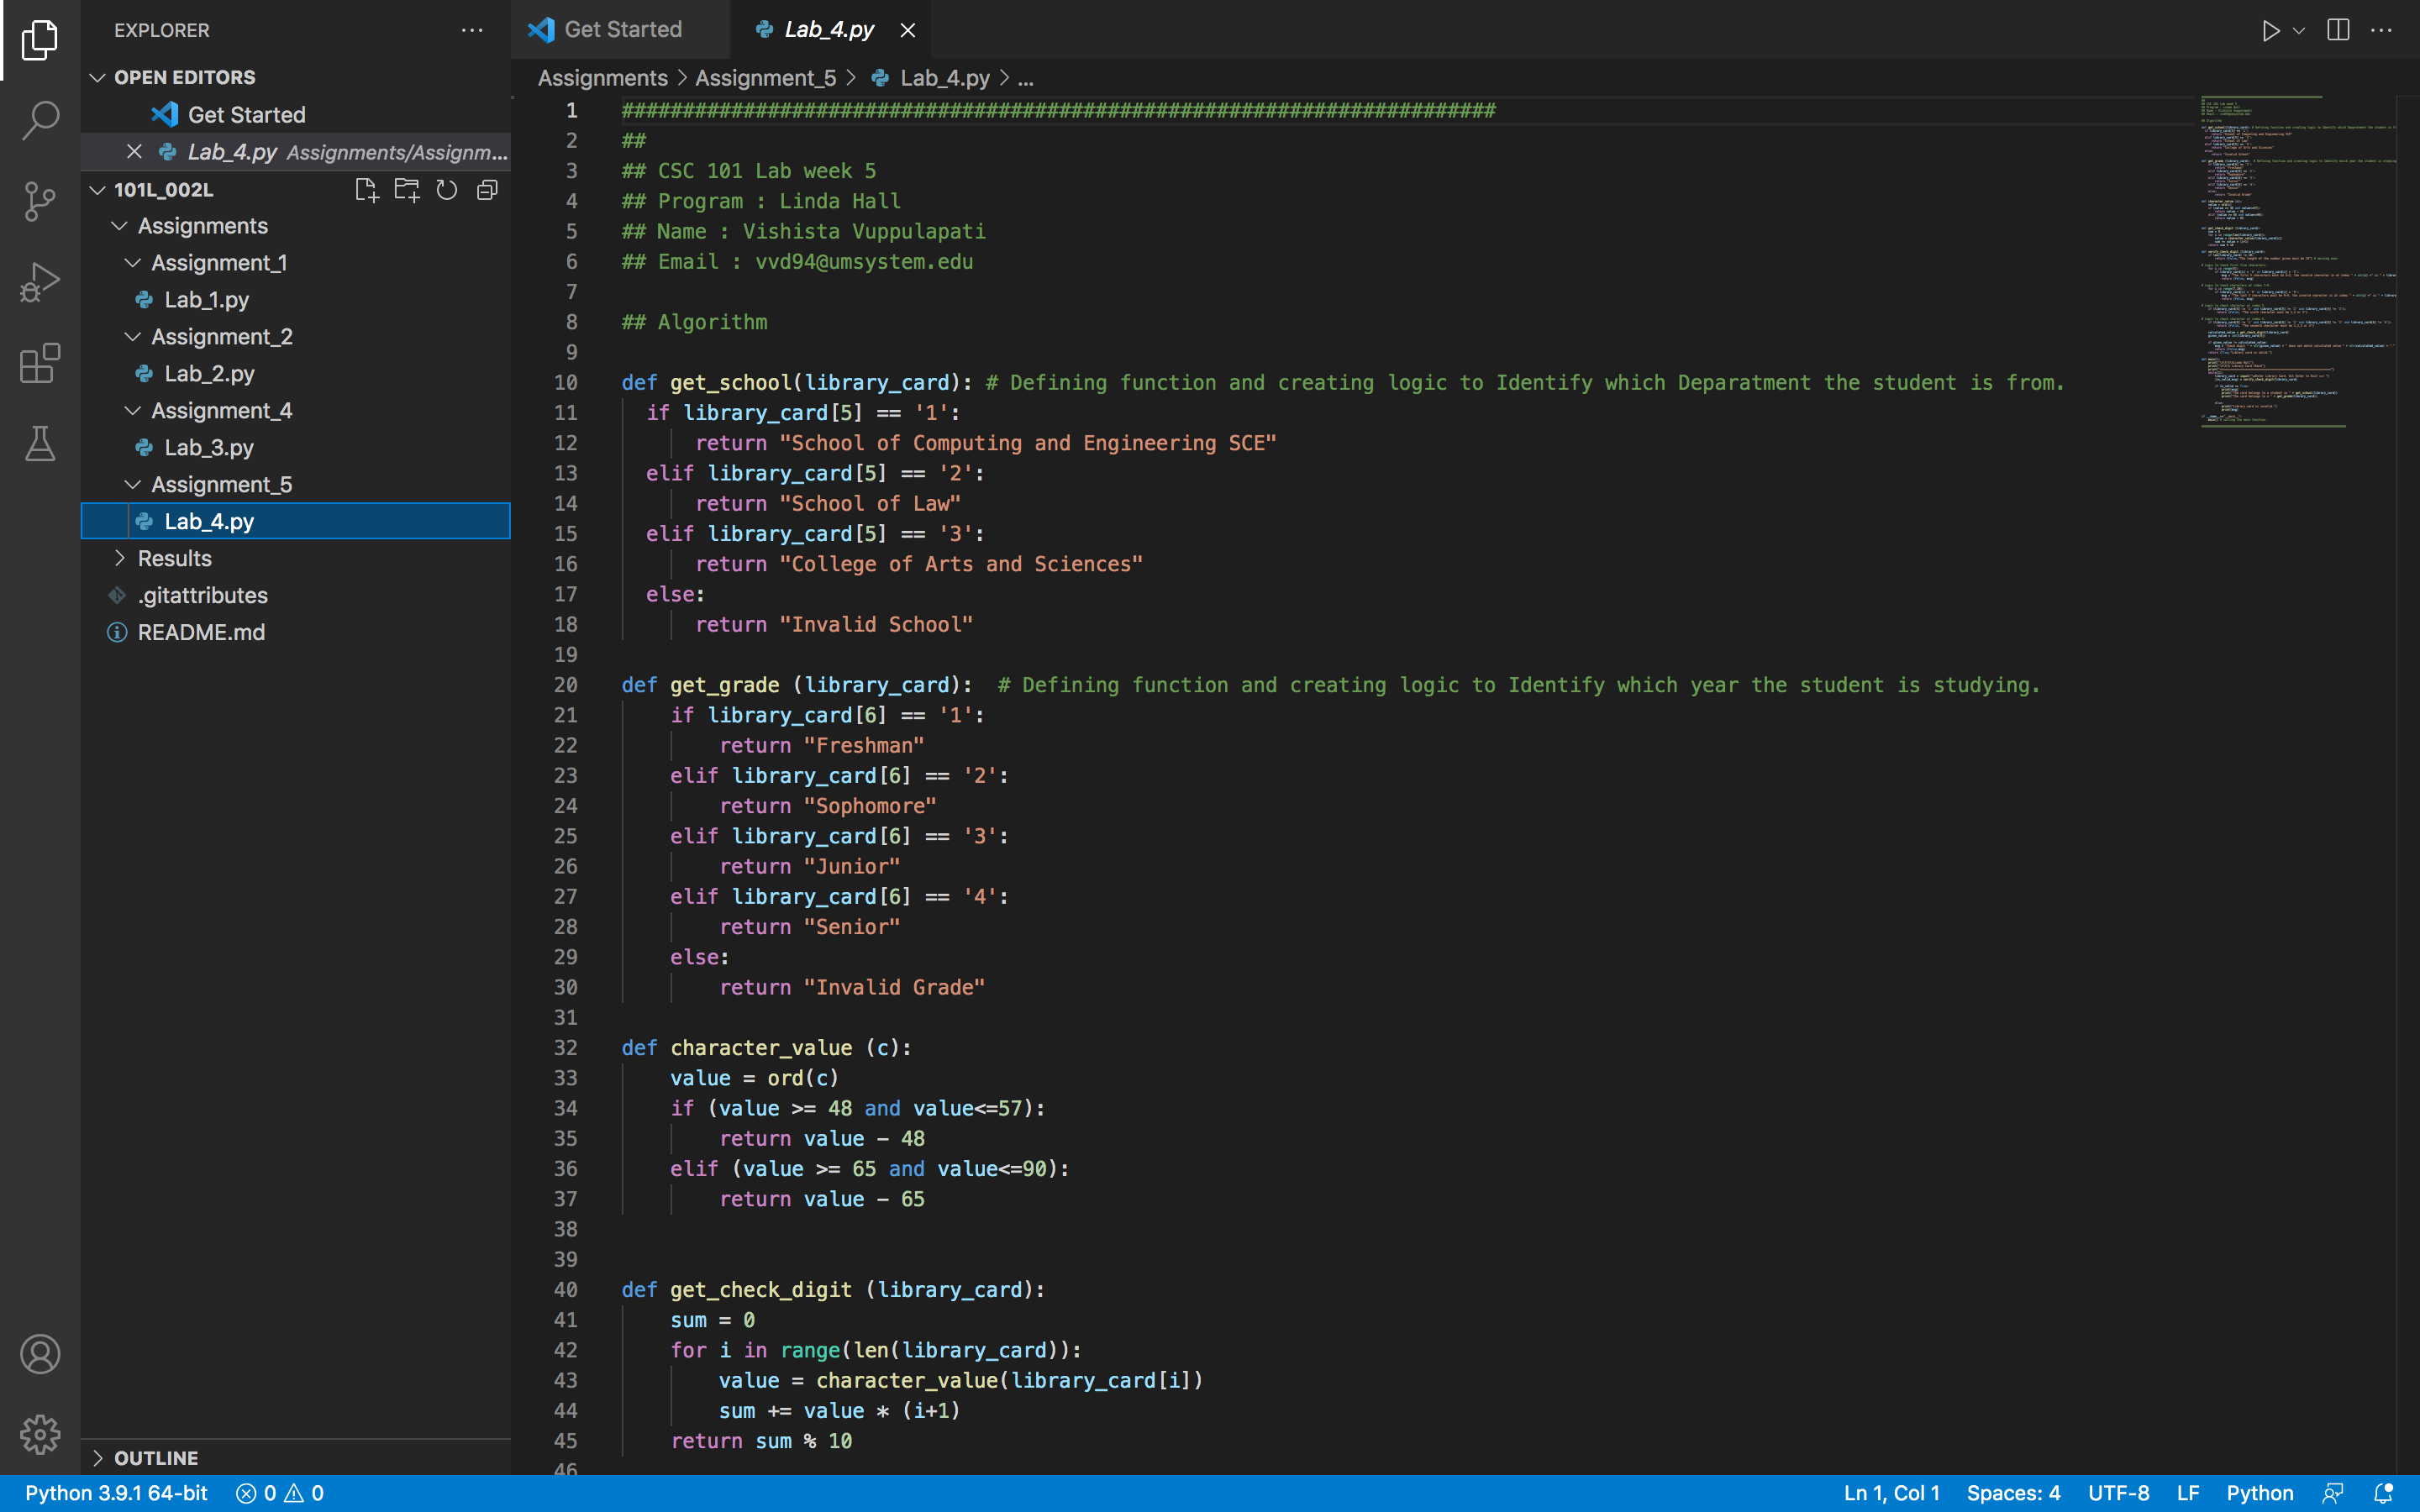 EXPLORER
OPEN EDITORS
Get Started
Lab_4.py Assignments/Assignm...
101L_002L
Assignments
Assignment_1
Lab_1.py
Assignment_2
Lab_2.py
Assignment_4
Lab_3.py
Assignment_5
Lab_4.py
Results
.gitattributes
README.md
OUTLINE
Get Started Lab_4.py
Assignments > Assignment_5 > Lab_4.py > ...
1 ########################################################################
2 ##
3 ## CSC 101 Lab week 5
4 ## Program : Linda Hall
5 ## Name : Vishista Vuppulapati
6 ## Email : vvd94@umsystem.edu
7
8 ## Algorithm
9
10 def get_school(library_card): # Defining function and creating logic to Identify which Deparatment the student is from.
11 if library_card[5] == '1':
12 return "School of Computing and Engineering SCE"
13 elif library_card[5] == '2':
14 return "School of Law"
15 elif library_card[5] == '3':
16 return "College of Arts and Sciences"
17 else:
18 return "Invalid School"
19
20 def get_grade (library_card): # Defining function and creating logic to Identify which year the student is studying.
21 if library_card[6] == '1':
22 return "Freshman"
23 elif library_card[6] == '2':
24 return "Sophomore"
25 elif library_card[6] == '3':
26 return "Junior"
27 elif library_card[6] == '4':
28 return "Senior"
29 else:
30 return "Invalid Grade"
31
32 def character_value (c):
33 value = ord(c)
34 if (value >= 48 and value<=57):
35 return value - 48
36 elif (value >= 65 and value<=90):
37 return value - 65
38
39
40 def get_check_digit (library_card):
41 sum = 0
42 for i in range(len(library_card)):
43 value = character_value(library_card[i])
44 sum += value * (i+1)
45 return sum % 10
46
Python 3.9.1 64-bit 0 0 Ln 1, Col 1 Spaces: 4 UTF-8 LF Python